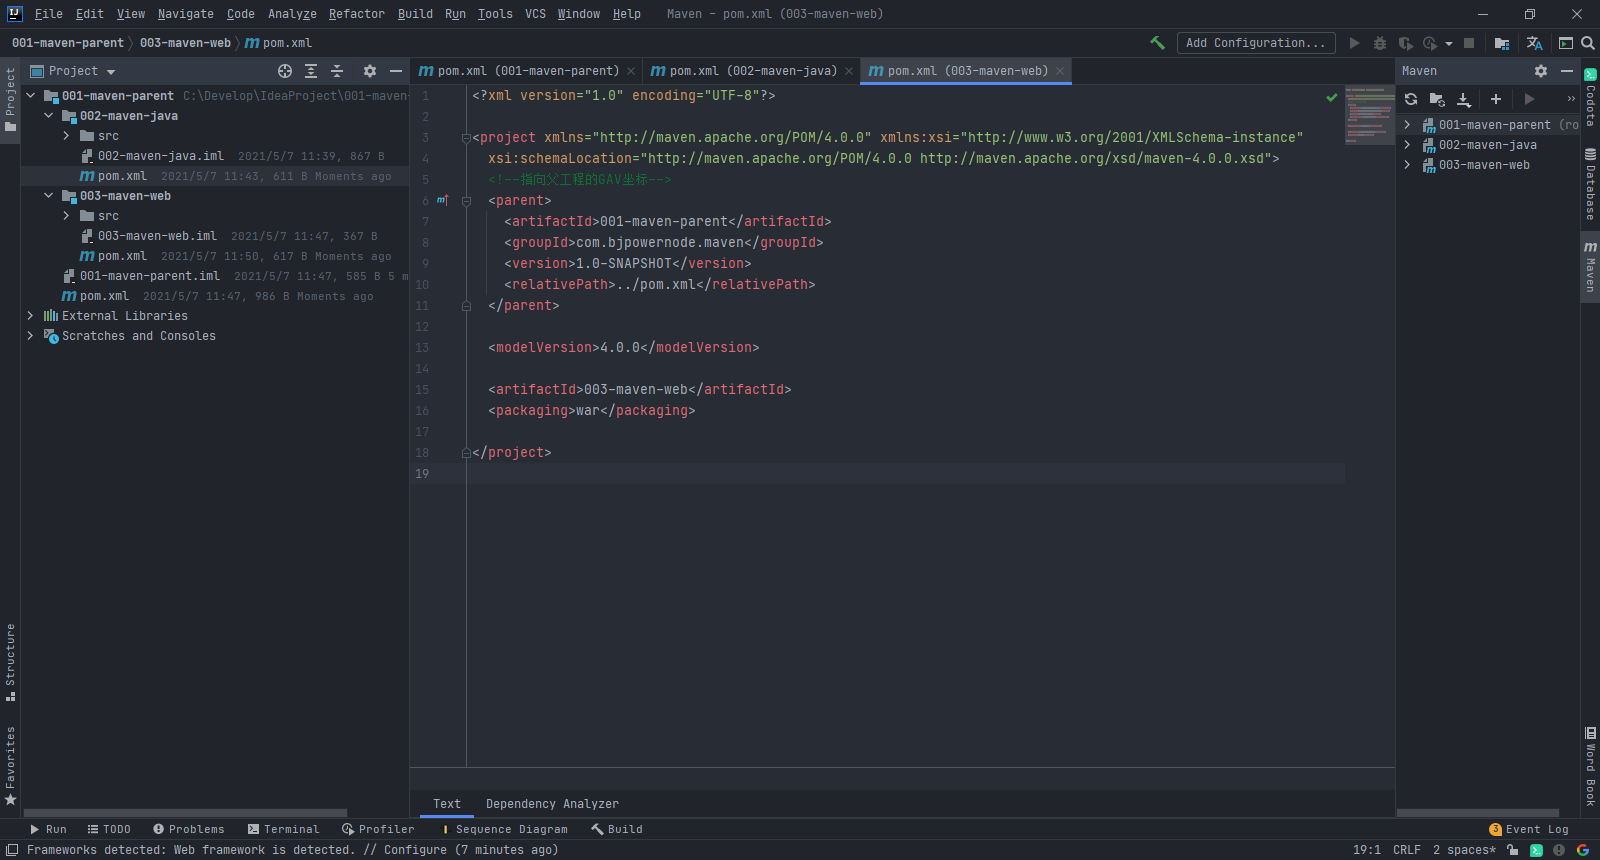 File Edit View Navigate Code Analyze Refactor Build Run Tools VCS Window Help Maven - pom.xml (003-maven-web)
001-maven-parent 003-maven-web pom.xml
Add Configuration...
Project
pom.xml (001-maven-parent)
pom.xml (002-maven-java)
pom.xml (003-maven-web)
Maven
Project
Structure
Favorites
001-maven-parent C:\Develop\IdeaProject\001-maven-
002-maven-java
src
002-maven-java.iml 2021/5/7 11:39, 867 B
pom.xml 2021/5/7 11:43, 611 B Moments ago
003-maven-web
src
003-maven-web.iml 2021/5/7 11:47, 367 B
pom.xml 2021/5/7 11:50, 617 B Moments ago
001-maven-parent.iml 2021/5/7 11:47, 585 B 5 m
pom.xml 2021/5/7 11:47, 986 B Moments ago
External Libraries
Scratches and Consoles
1 <?xml version="1.0" encoding="UTF-8"?>
2
3 <project xmlns="http://maven.apache.org/POM/4.0.0" xmlns:xsi="http://www.w3.org/2001/XMLSchema-instance"
4 xsi:schemaLocation="http://maven.apache.org/POM/4.0.0 http://maven.apache.org/xsd/maven-4.0.0.xsd">
5 <!--指向父工程的GAV坐标-->
6 <parent>
7 <artifactId>001-maven-parent</artifactId>
8 <groupId>com.bjpowernode.maven</groupId>
9 <version>1.0-SNAPSHOT</version>
10 <relativePath>../pom.xml</relativePath>
11 </parent>
12
13 <modelVersion>4.0.0</modelVersion>
14
15 <artifactId>003-maven-web</artifactId>
16 <packaging>war</packaging>
17
18 </project>
19
001-maven-parent (ro
002-maven-java
003-maven-web
Codota
Database
Maven
Word Book
Text Dependency Analyzer
Run TODO Problems Terminal Profiler Sequence Diagram Build 3 Event Log
Frameworks detected: Web framework is detected. // Configure (7 minutes ago) 19:1 CRLF 2 spaces*